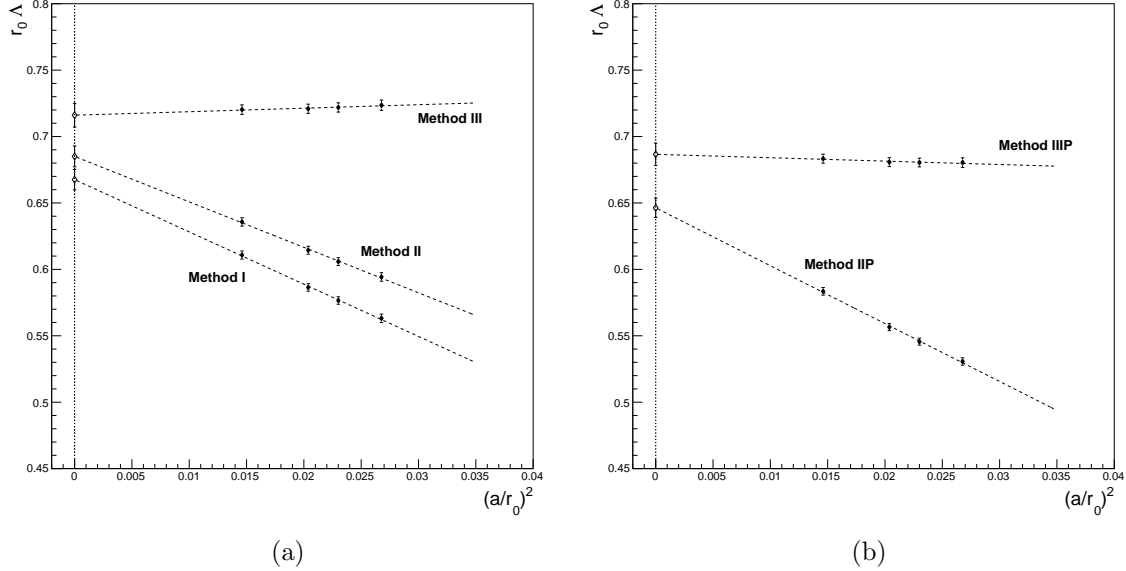 r₀ Λ
0.8
0.75
0.7
0.65
0.6
0.55
0.5
0.45
Method III
Method II
Method I
0 0.005 0.01 0.015 0.02 0.025 0.03 0.035 0.04
(a/r₀)²
(a)
0.8
0.75
0.7
0.65
0.6
0.55
0.5
0.45
r₀ Λ
Method IIIP
Method IIP
0 0.005 0.01 0.015 0.02 0.025 0.03 0.035 0.04
(a/r₀)²
(b)